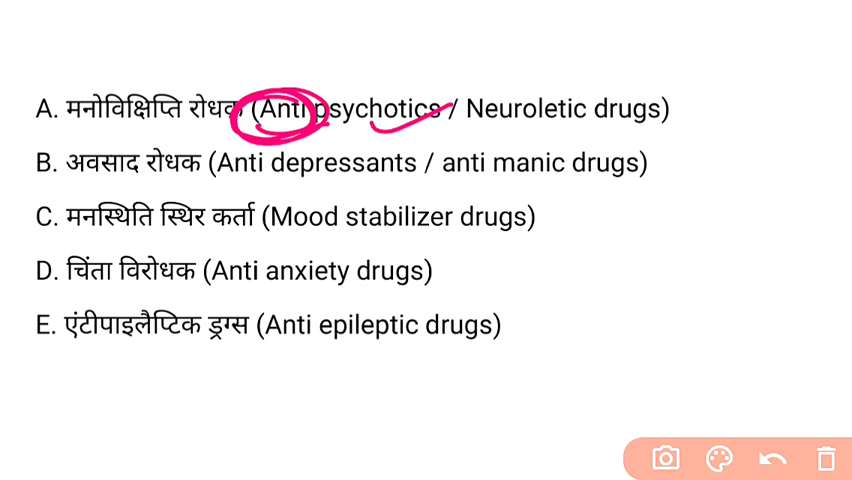 A. मनोविक्षिप्ति रोधक (Anti psychotics / Neuroletic drugs)
B. अवसाद रोधक (Anti depressants / anti manic drugs)
C. मनस्थिति स्थिर कर्ता (Mood stabilizer drugs)
D. चिंता विरोधक (Anti anxiety drugs)
E. एंटीपाइलैप्टिक ड्रग्स (Anti epileptic drugs)